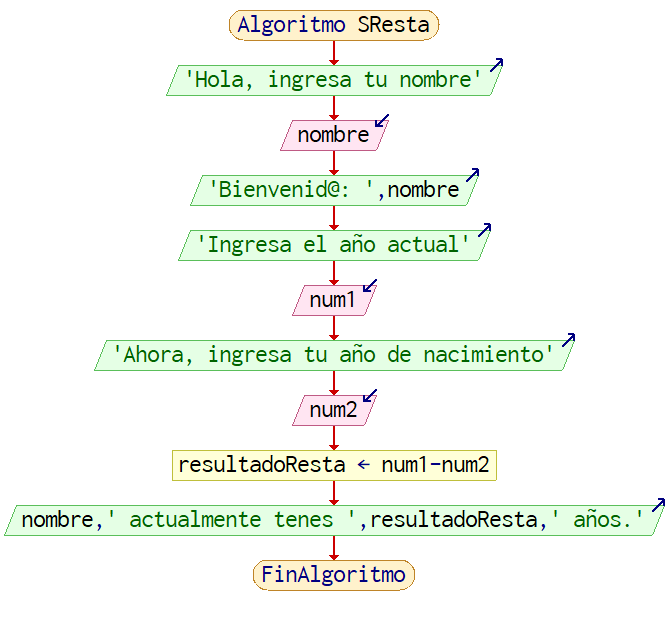 Algoritmo SResta
'Hola, ingresa tu nombre'
nombre
'Bienvenid@: ',nombre
'Ingresa el año actual'
num1
'Ahora, ingresa tu año de nacimiento'
num2
resultadoResta ← num1-num2
nombre,' actualmente tenes ',resultadoResta,' años.'
FinAlgoritmo